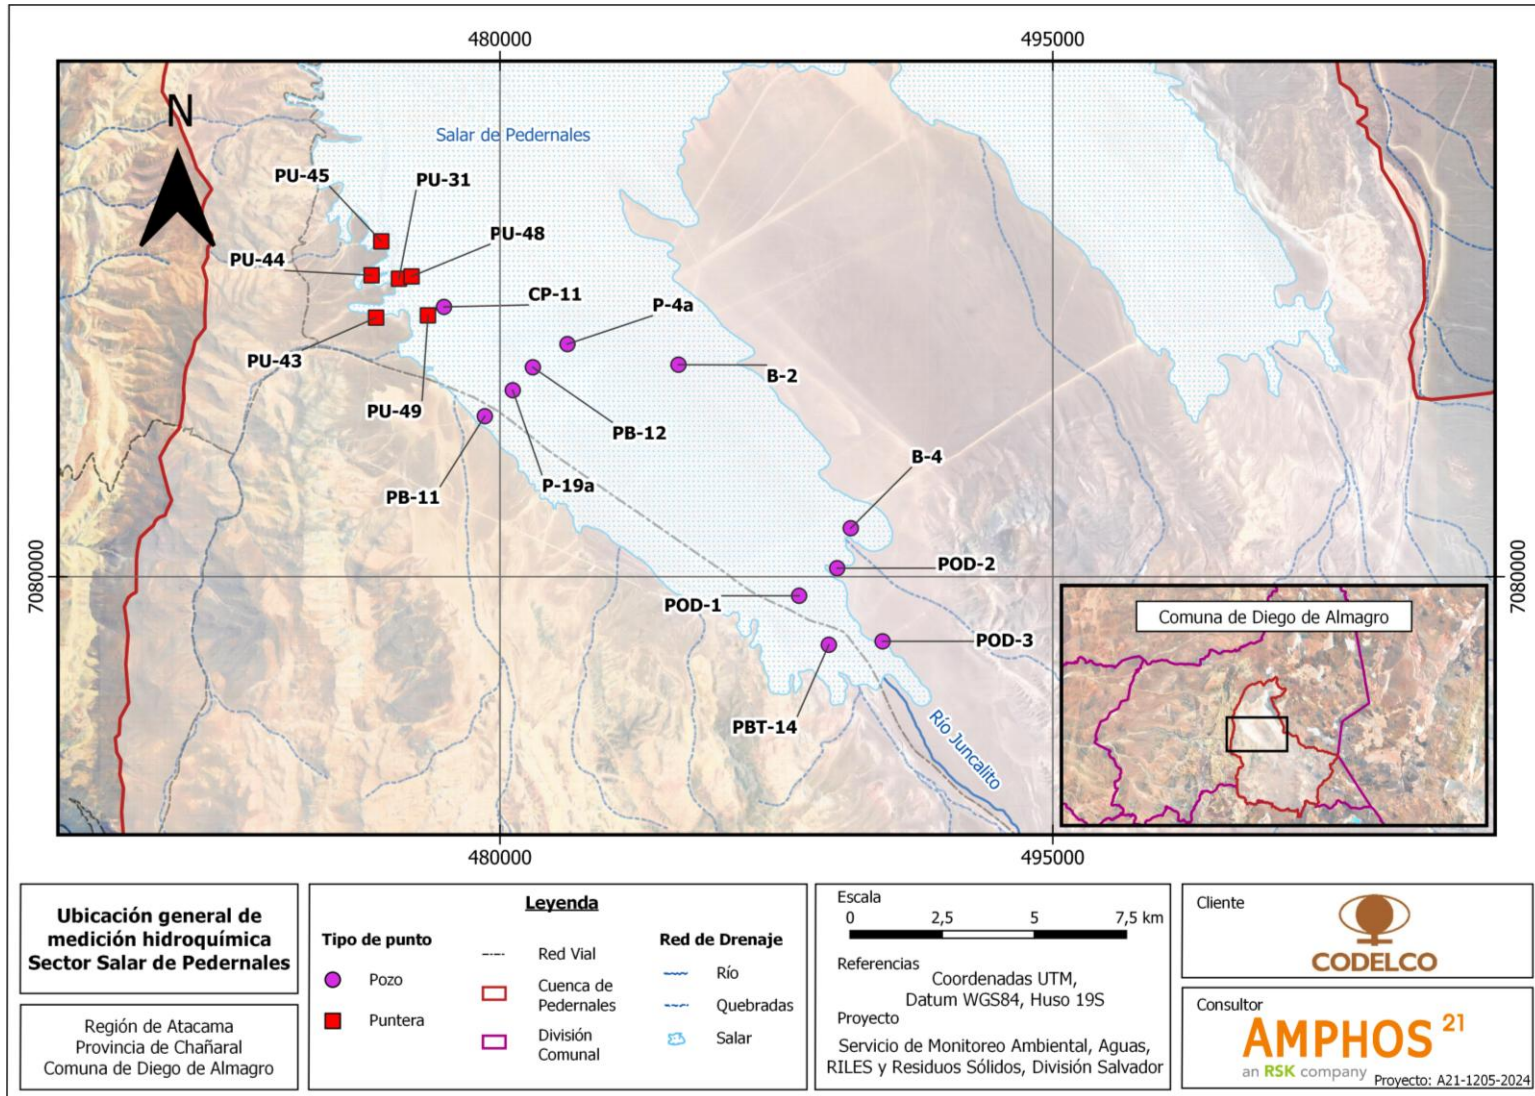 480000
495000
N
Salar de Pedernales
PU-45
PU-31
PU-48
PU-44
CP-11
P-4a
PU-43
B-2
PU-49
PB-12
B-4
P-19a
PB-11
7080000
7080000
POD-2
POD-1
POD-3
PBT-14
Río Juncalito
Comuna de Diego de Almagro
480000
495000
Ubicación general de
medición hidroquímica
Sector Salar de Pedernales
Región de Atacama
Provincia de Chañaral
Comuna de Diego de Almagro
Leyenda
Tipo de punto
Pozo
Puntera
Red Vial
Cuenca de
Pedernales
División
Comunal
Red de Drenaje
Río
Quebradas
Salar
Escala
0 2,5 5 7,5 km
Referencias
Coordenadas UTM,
Datum WGS84, Huso 19S
Proyecto
Servicio de Monitoreo Ambiental, Aguas,
RILES y Residuos Sólidos, División Salvador
Cliente
CODELCO
Consultor
AMPHOS 21
an RSK company
Proyecto: A21-1205-2024